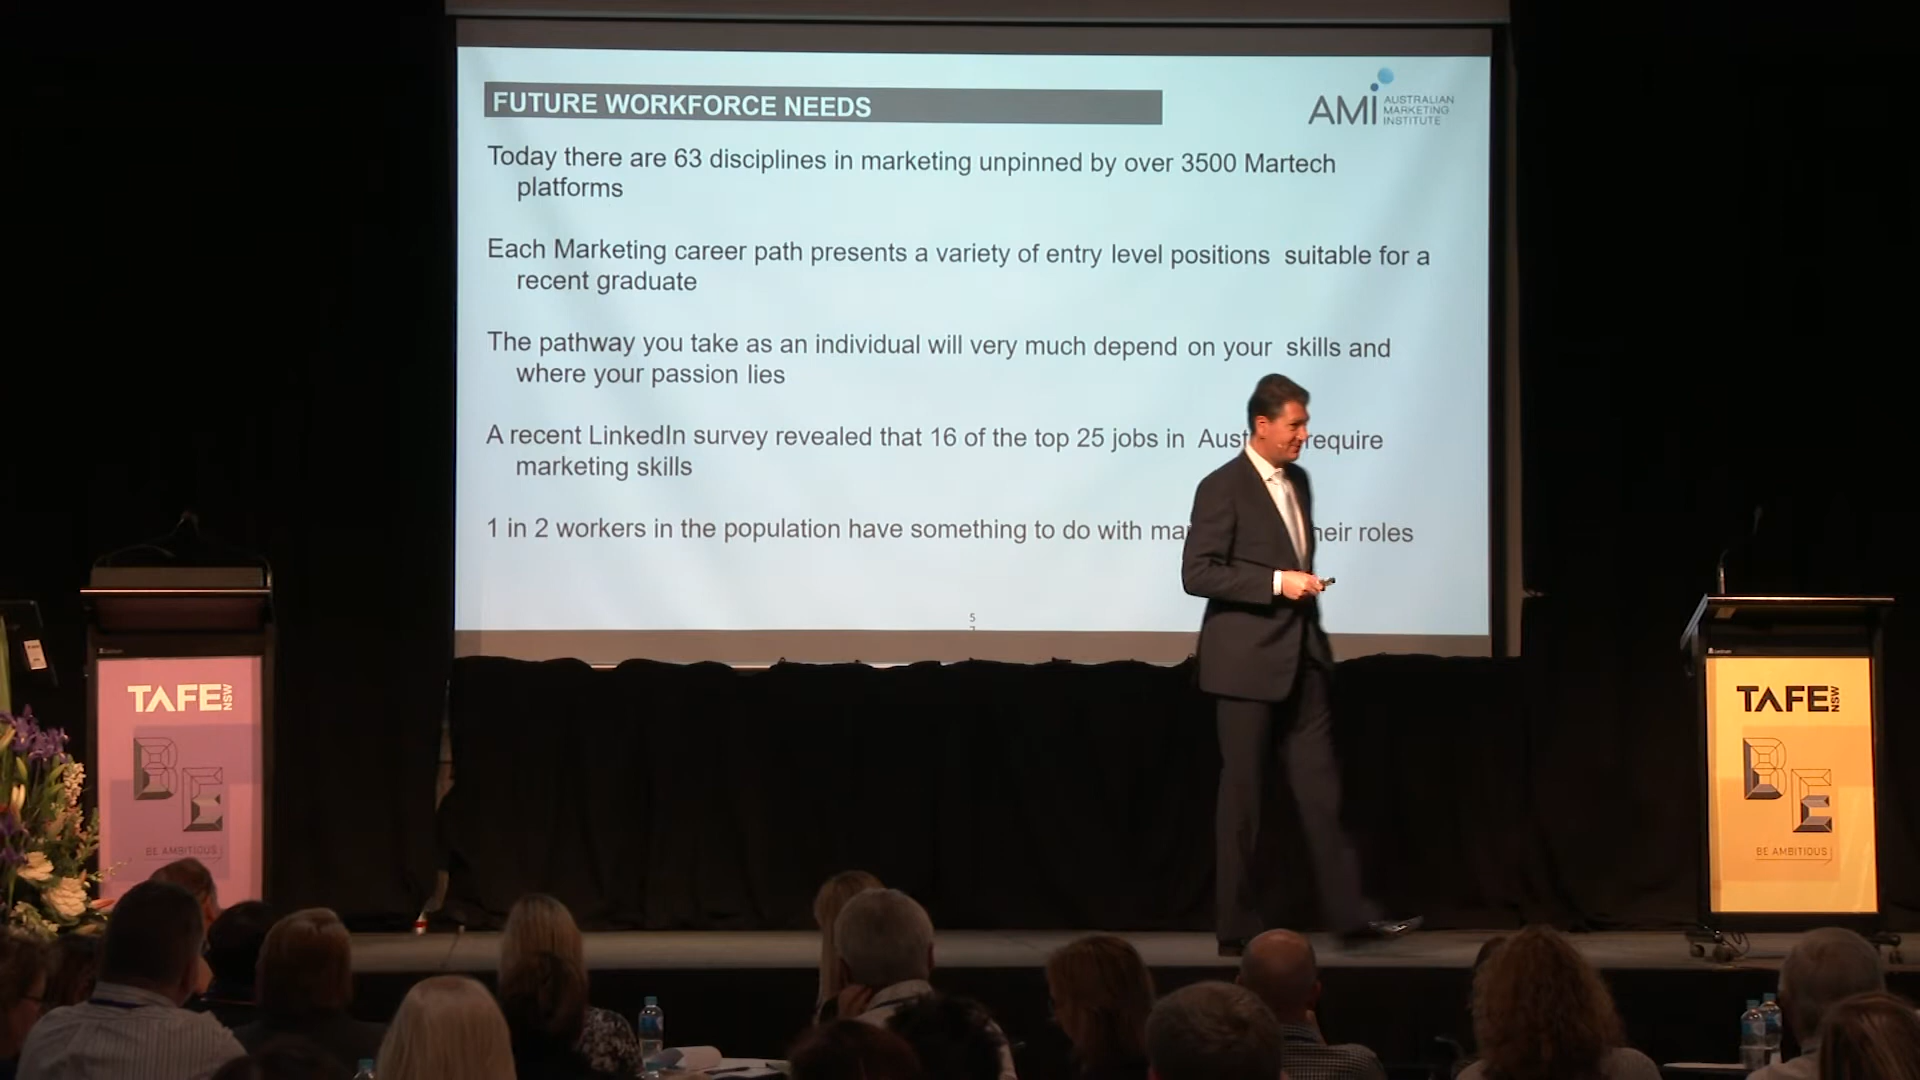 FUTURE WORKFORCE NEEDS
AMI AUSTRALIAN
MARKETING
INSTITUTE
Today there are 63 disciplines in marketing unpinned by over 3500 Martech
platforms
Each Marketing career path presents a variety of entry level positions suitable for a
recent graduate
The pathway you take as an individual will very much depend on your skills and
where your passion lies
A recent LinkedIn survey revealed that 16 of the top 25 jobs in Aust require
marketing skills
1 in 2 workers in the population have something to do with ma heir roles
5
TAFE NSW
BE
BE AMBITIOUS
TAFE NSW
BE
BE AMBITIOUS